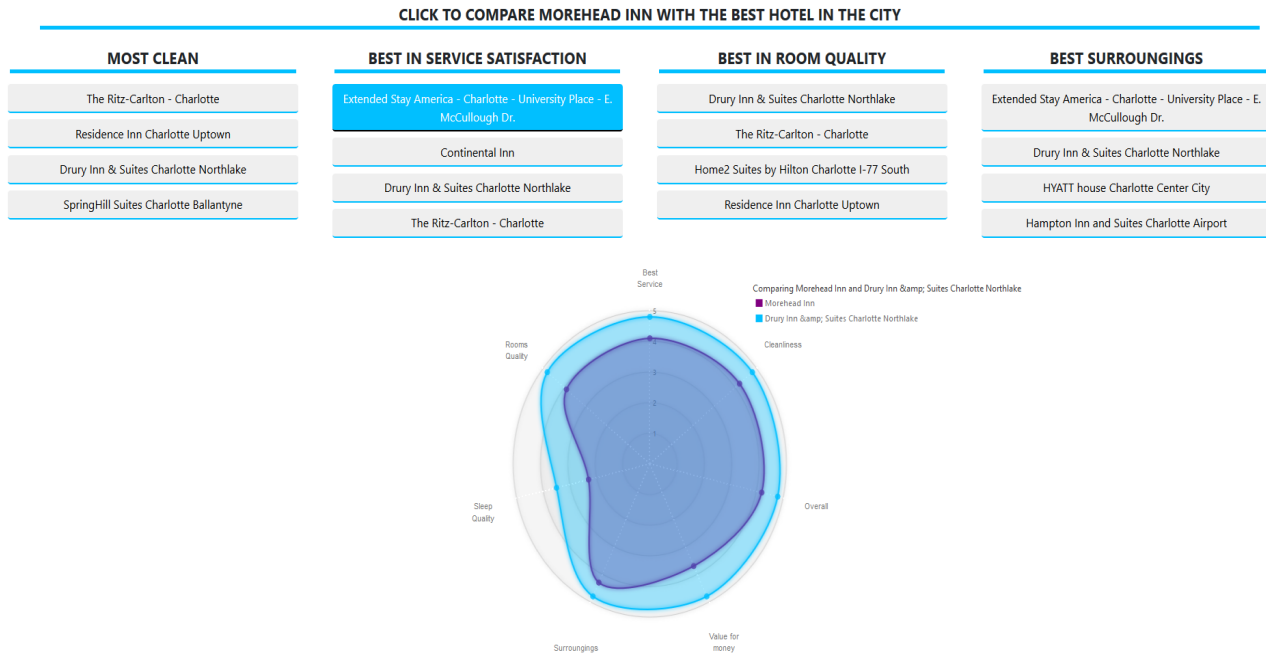 CLICK TO COMPARE MOREHEAD INN WITH THE BEST HOTEL IN THE CITY
MOST CLEAN
The Ritz-Carlton - Charlotte
Residence Inn Charlotte Uptown
Drury Inn & Suites Charlotte Northlake
SpringHill Suites Charlotte Ballantyne
BEST IN SERVICE SATISFACTION
Extended Stay America - Charlotte - University Place - E.
McCullough Dr.
Continental Inn
Drury Inn & Suites Charlotte Northlake
The Ritz-Carlton - Charlotte
BEST IN ROOM QUALITY
Drury Inn & Suites Charlotte Northlake
The Ritz-Carlton - Charlotte
Home2 Suites by Hilton Charlotte I-77 South
Residence Inn Charlotte Uptown
BEST SURROUNGINGS
Extended Stay America - Charlotte - University Place - E.
McCullough Dr.
Drury Inn & Suites Charlotte Northlake
HYATT house Charlotte Center City
Hampton Inn and Suites Charlotte Airport
Comparing Morehead Inn and Drury Inn &amp; Suites Charlotte Northlake
Morehead Inn
Drury Inn &amp; Suites Charlotte Northlake
Best
Service
Cleanliness
Overall
Value for
money
Surroungings
Sleep
Quality
Rooms
Quality
5
3
2